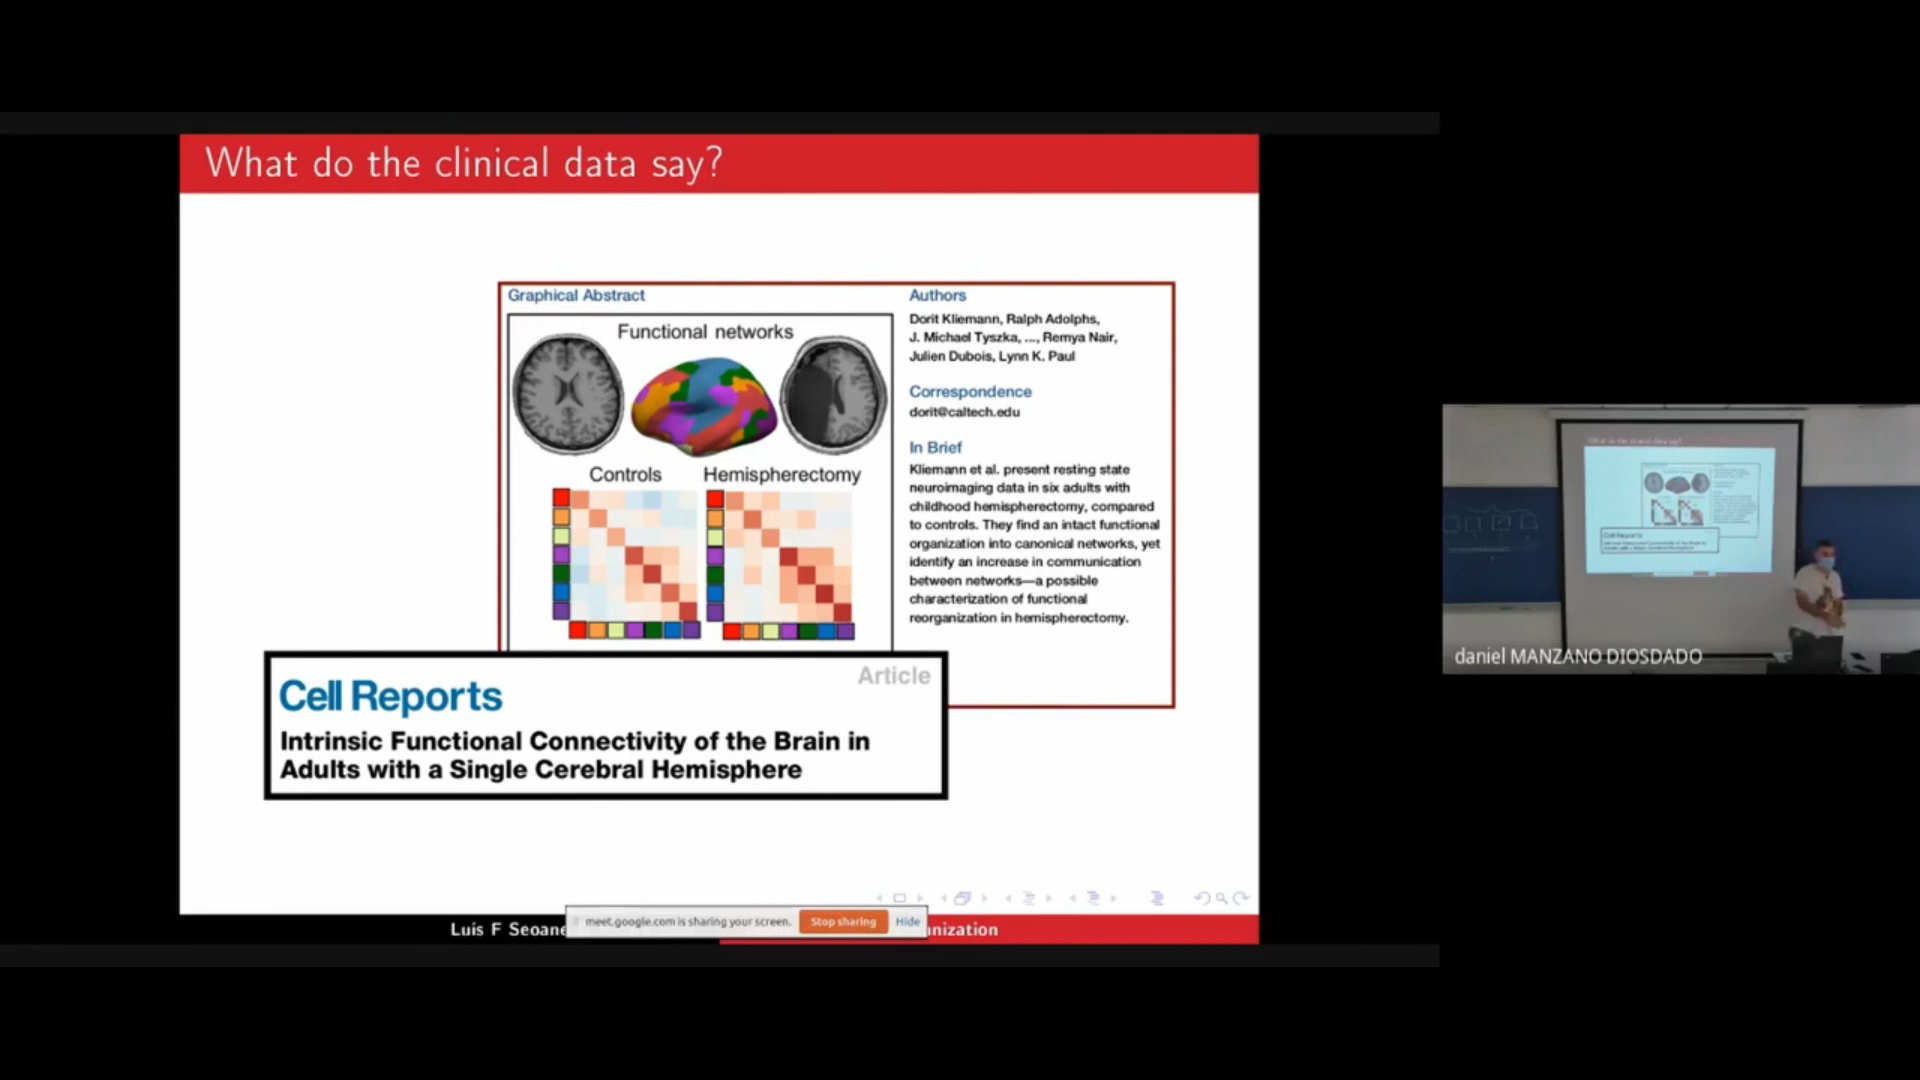 What do the clinical data say?
Graphical Abstract
Functional networks
Controls
Hemispherectomy
Authors
Dorit Kliemann, Ralph Adolphs,
J. Michael Tyszka, ..., Remya Nair,
Julien Dubois, Lynn K. Paul
Correspondence
dorit@caltech.edu
In Brief
Kliemann et al. present resting state
neuroimaging data in six adults with
childhood hemispherectomy, compared
to controls. They find an intact functional
organization into canonical networks, yet
identify an increase in communication
between networks—a possible
characterization of functional
reorganization in hemispherectomy.
Article
Cell Reports
Intrinsic Functional Connectivity of the Brain in
Adults with a Single Cerebral Hemisphere
Luís F Seoane
meet.google.com is sharing your screen.
Stop sharing
Hide
nization
daniel MANZANO DIOSDADO